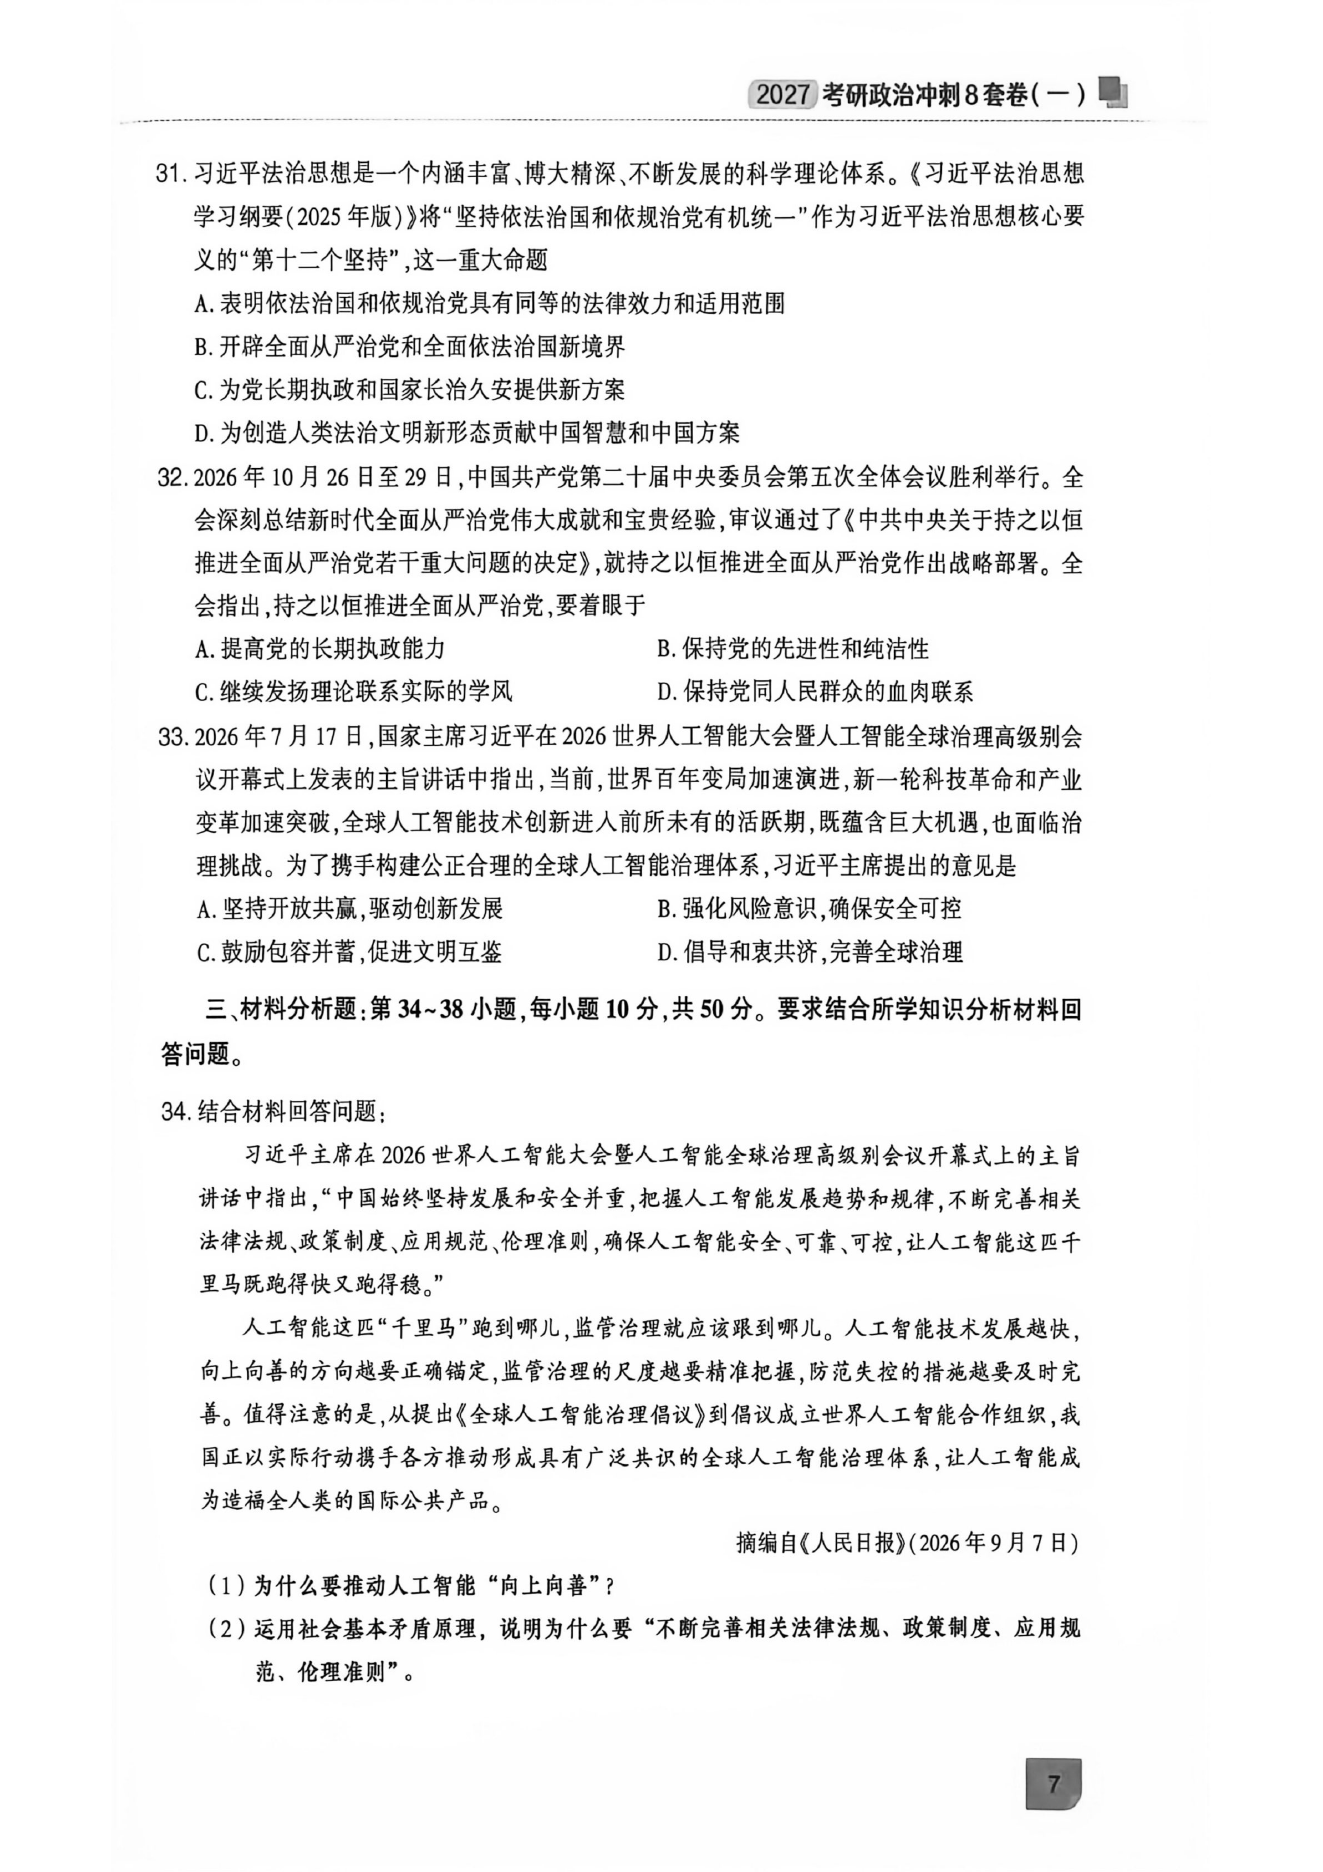 2027 考研政治冲刺8套卷(一)
31. 习近平法治思想是一个内涵丰富、博大精深、不断发展的科学理论体系。《习近平法治思想
学习纲要(2025年版)》将“坚持依法治国和依规治党有机统一”作为习近平法治思想核心要
义的“第十二个坚持”,这一重大命题
A. 表明依法治国和依规治党具有同等的法律效力和适用范围
B. 开辟全面从严治党和全面依法治国新境界
C. 为党长期执政和国家长治久安提供新方案
D. 为创造人类法治文明新形态贡献中国智慧和中国方案
32. 2026年10月26日至29日,中国共产党第二十届中央委员会第五次全体会议胜利举行。全
会深刻总结新时代全面从严治党伟大成就和宝贵经验,审议通过了《中共中央关于持之以恒
推进全面从严治党若干重大问题的决定》,就持之以恒推进全面从严治党作出战略部署。全
会指出,持之以恒推进全面从严治党,要着眼于
A. 提高党的长期执政能力 B. 保持党的先进性和纯洁性
C. 继续发扬理论联系实际的学风 D. 保持党同人民群众的血肉联系
33. 2026年7月17日,国家主席习近平在2026世界人工智能大会暨人工智能全球治理高级别会
议开幕式上发表的主旨讲话中指出,当前,世界百年变局加速演进,新一轮科技革命和产业
变革加速突破,全球人工智能技术创新进入前所未有的活跃期,既蕴含巨大机遇,也面临治
理挑战。为了携手构建公正合理的全球人工智能治理体系,习近平主席提出的意见是
A. 坚持开放共赢,驱动创新发展 B. 强化风险意识,确保安全可控
C. 鼓励包容并蓄,促进文明互鉴 D. 倡导和衷共济,完善全球治理
三、材料分析题:第34~38小题,每小题10分,共50分。要求结合所学知识分析材料回
答问题。
34. 结合材料回答问题:
习近平主席在2026世界人工智能大会暨人工智能全球治理高级别会议开幕式上的主旨
讲话中指出,“中国始终坚持发展和安全并重,把握人工智能发展趋势和规律,不断完善相关
法律法规、政策制度、应用规范、伦理准则,确保人工智能安全、可靠、可控,让人工智能这匹千
里马既跑得快又跑得稳。”
人工智能这匹“千里马”跑到哪儿,监管治理就应该跟到哪儿。人工智能技术发展越快,
向上向善的方向越要正确锚定,监管治理的尺度越要精准把握,防范失控的措施越要及时完
善。值得注意的是,从提出《全球人工智能治理倡议》到倡议成立世界人工智能合作组织,我
国正以实际行动携手各方推动形成具有广泛共识的全球人工智能治理体系,让人工智能成
为造福全人类的国际公共产品。
摘编自《人民日报》(2026年9月7日)
(1)为什么要推动人工智能“向上向善”?
(2)运用社会基本矛盾原理,说明为什么要“不断完善相关法律法规、政策制度、应用规
范、伦理准则”。
7